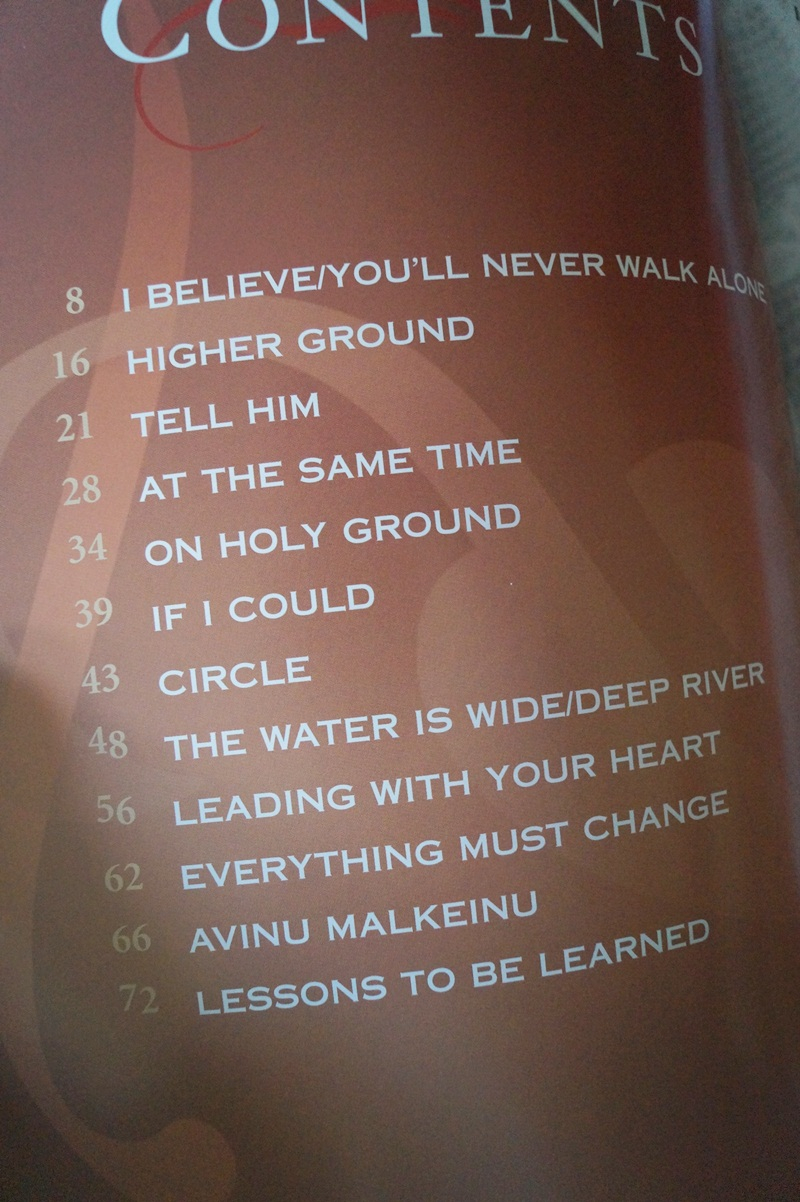 CONTENTS
8 I BELIEVE/YOU'LL NEVER WALK ALONE
16 HIGHER GROUND
21 TELL HIM
28 AT THE SAME TIME
34 ON HOLY GROUND
39 IF I COULD
43 CIRCLE
48 THE WATER IS WIDE/DEEP RIVER
56 LEADING WITH YOUR HEART
62 EVERYTHING MUST CHANGE
66 AVINU MALKEINU
72 LESSONS TO BE LEARNED